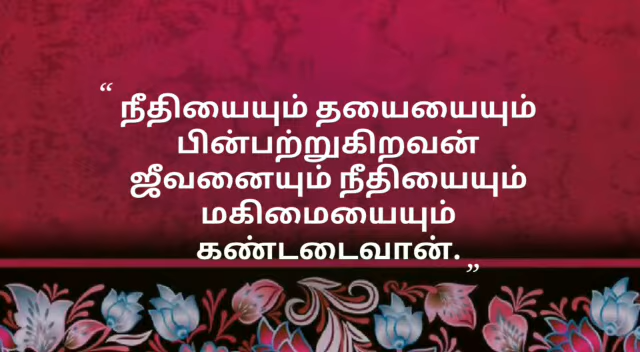 “ நீதியையும் தயையையும்
பின்பற்றுகிறவன்
ஜீவனையும் நீதியையும்
மகிமையையும்
கண்டடைவான். ”